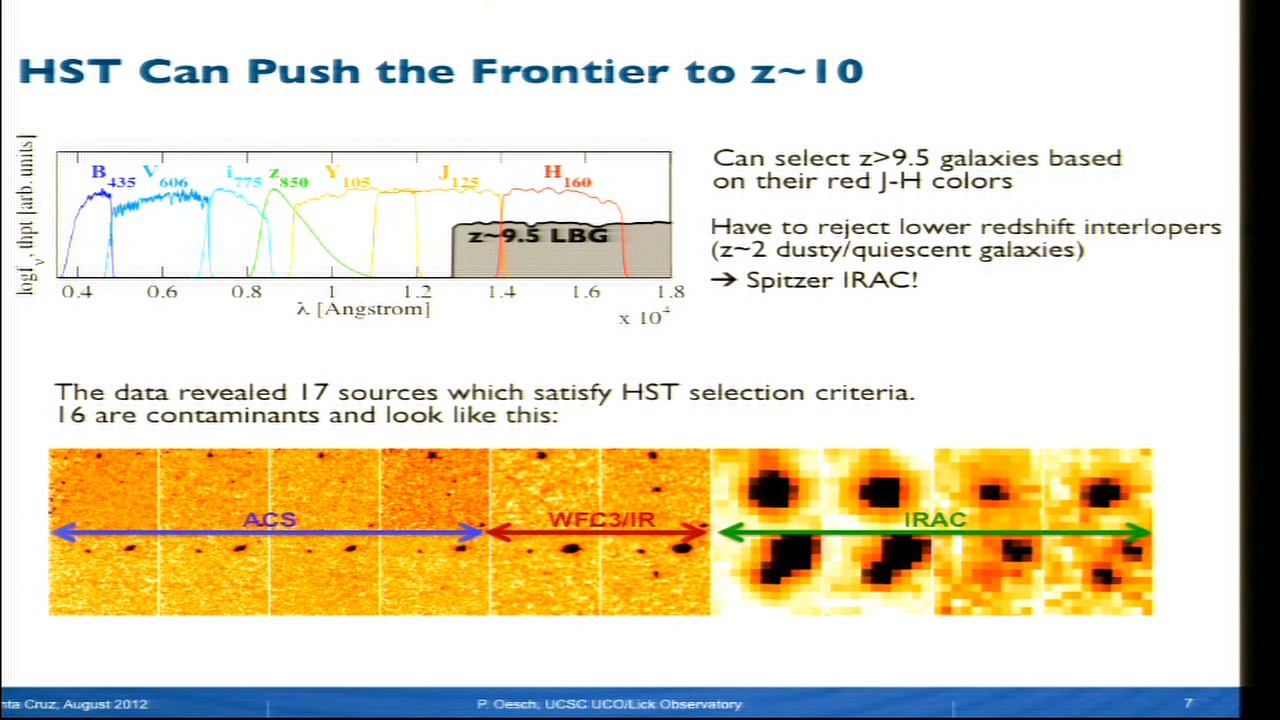 HST Can Push the Frontier to z~10
logfν, thpt [arb. units]
B435 V606 i775 z850 Y105 J125 H160
z~9.5 LBG
0.4 0.6 0.8 1 1.2 1.4 1.6 1.8
λ [Angstrom]
x 10⁴
Can select z>9.5 galaxies based
on their red J-H colors
Have to reject lower redshift interlopers
(z~2 dusty/quiescent galaxies)
➔ Spitzer IRAC!
The data revealed 17 sources which satisfy HST selection criteria.
16 are contaminants and look like this:
ACS WFC3/IR IRAC
nta Cruz, August 2012 P. Oesch, UCSC UCO/Lick Observatory 7